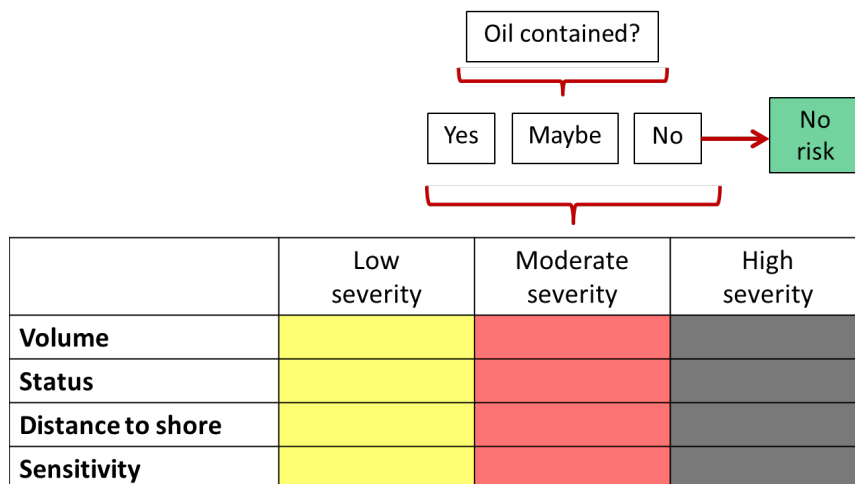 Oil contained?
Yes
Maybe
No
No
risk
Low
severity
Moderate
severity
High
severity
Volume
Status
Distance to shore
Sensitivity